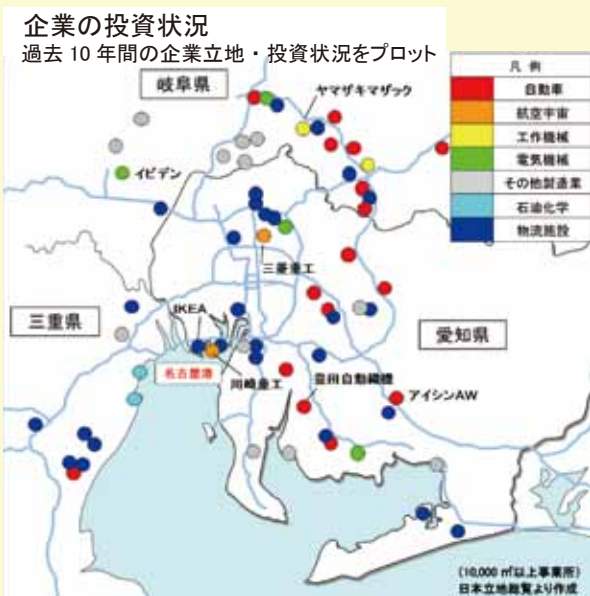 企業の投資状況
過去 10 年間の企業立地・投資状況をプロット
凡 例
自動車
航空宇宙
工作機械
電気機械
その他製造業
石油化学
物流施設
岐阜県
ヤマザキマザック
イビデン
三菱重工
三重県
IKEA
愛知県
名古屋港
川崎重工
豊田自動織機
アイシンAW
(10,000 ㎡以上事業所)
日本立地総覧より作成